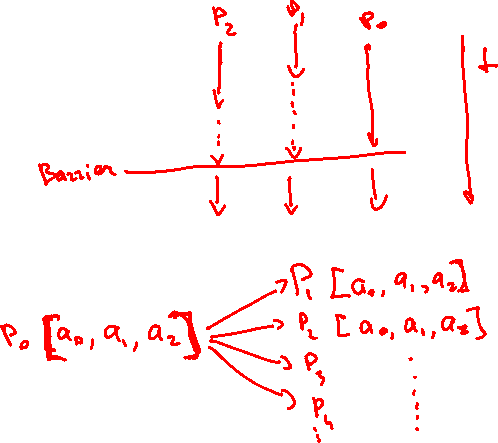 P₂ P₁ P₀
t
Barrier
P₁ [a₀, a₁, a₂]
P₀ [a₀, a₁, a₂]
P₂ [a₀, a₁, a₂]
P₃
P₄